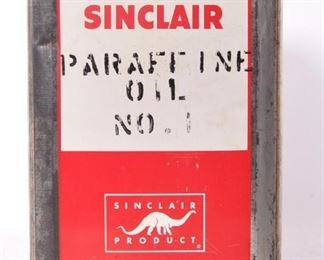 SINCLAIR
PARAFFINE
OIL
NO.1
SINCLAIR
PRODUCT
®